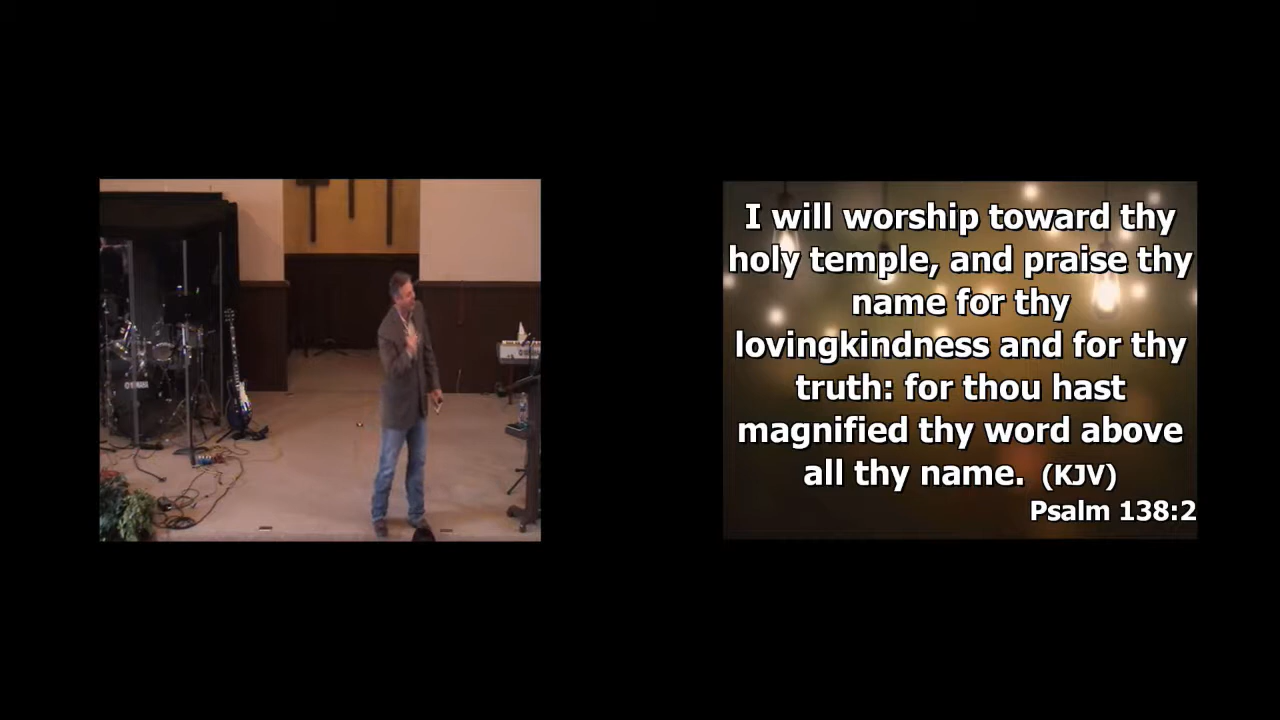 I will worship toward thy
holy temple, and praise thy
name for thy
lovingkindness and for thy
truth: for thou hast
magnified thy word above
all thy name. (KJV)
Psalm 138:2
YAMAHA